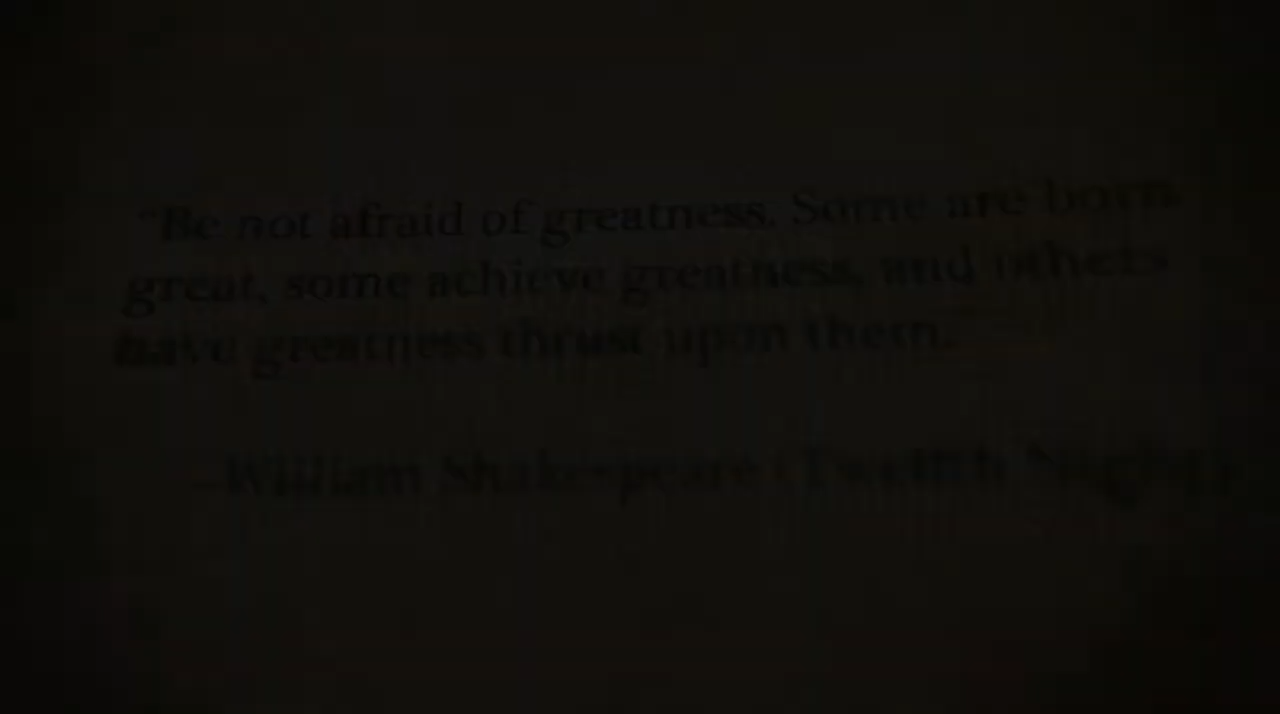 “Be not afraid of greatness. Some are born
great, some achieve greatness, and others
have greatness thrust upon them.
–William Shakespeare, Twelfth Night